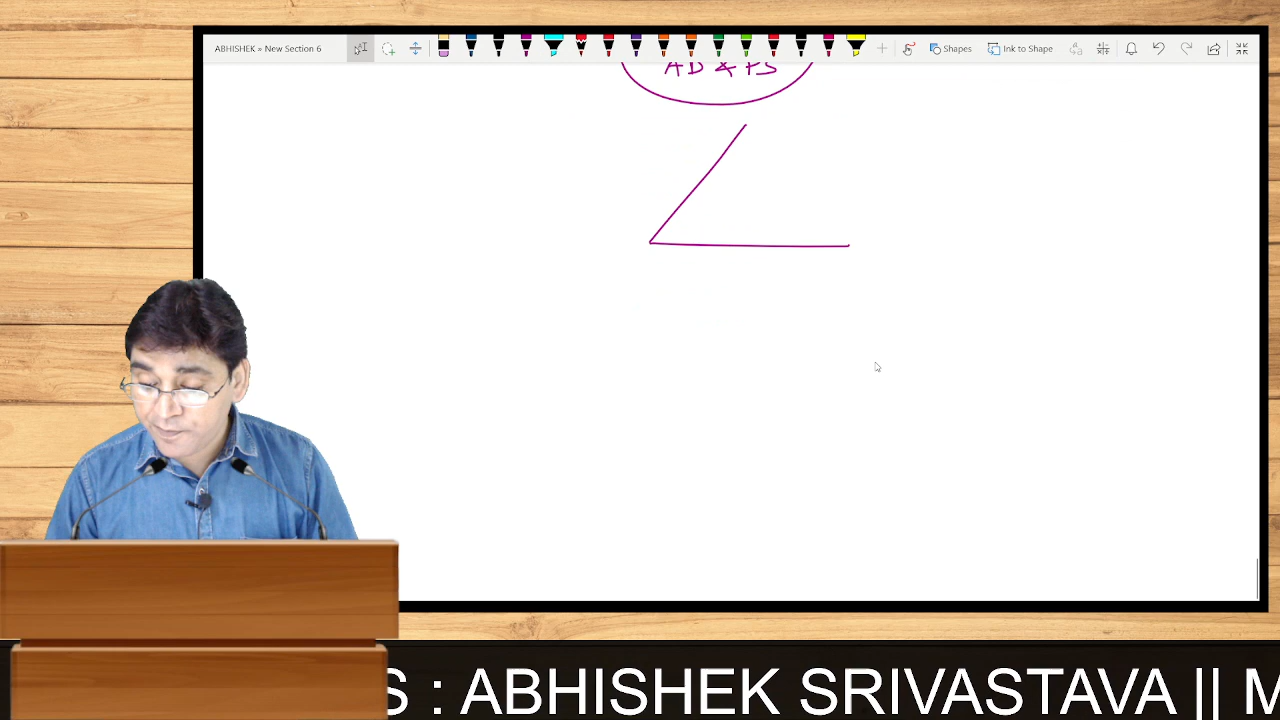 ABHISHEK » New Section 6
Shapes
Ink to Shape
AD & PS
S : ABHISHEK SRIVASTAVA || M